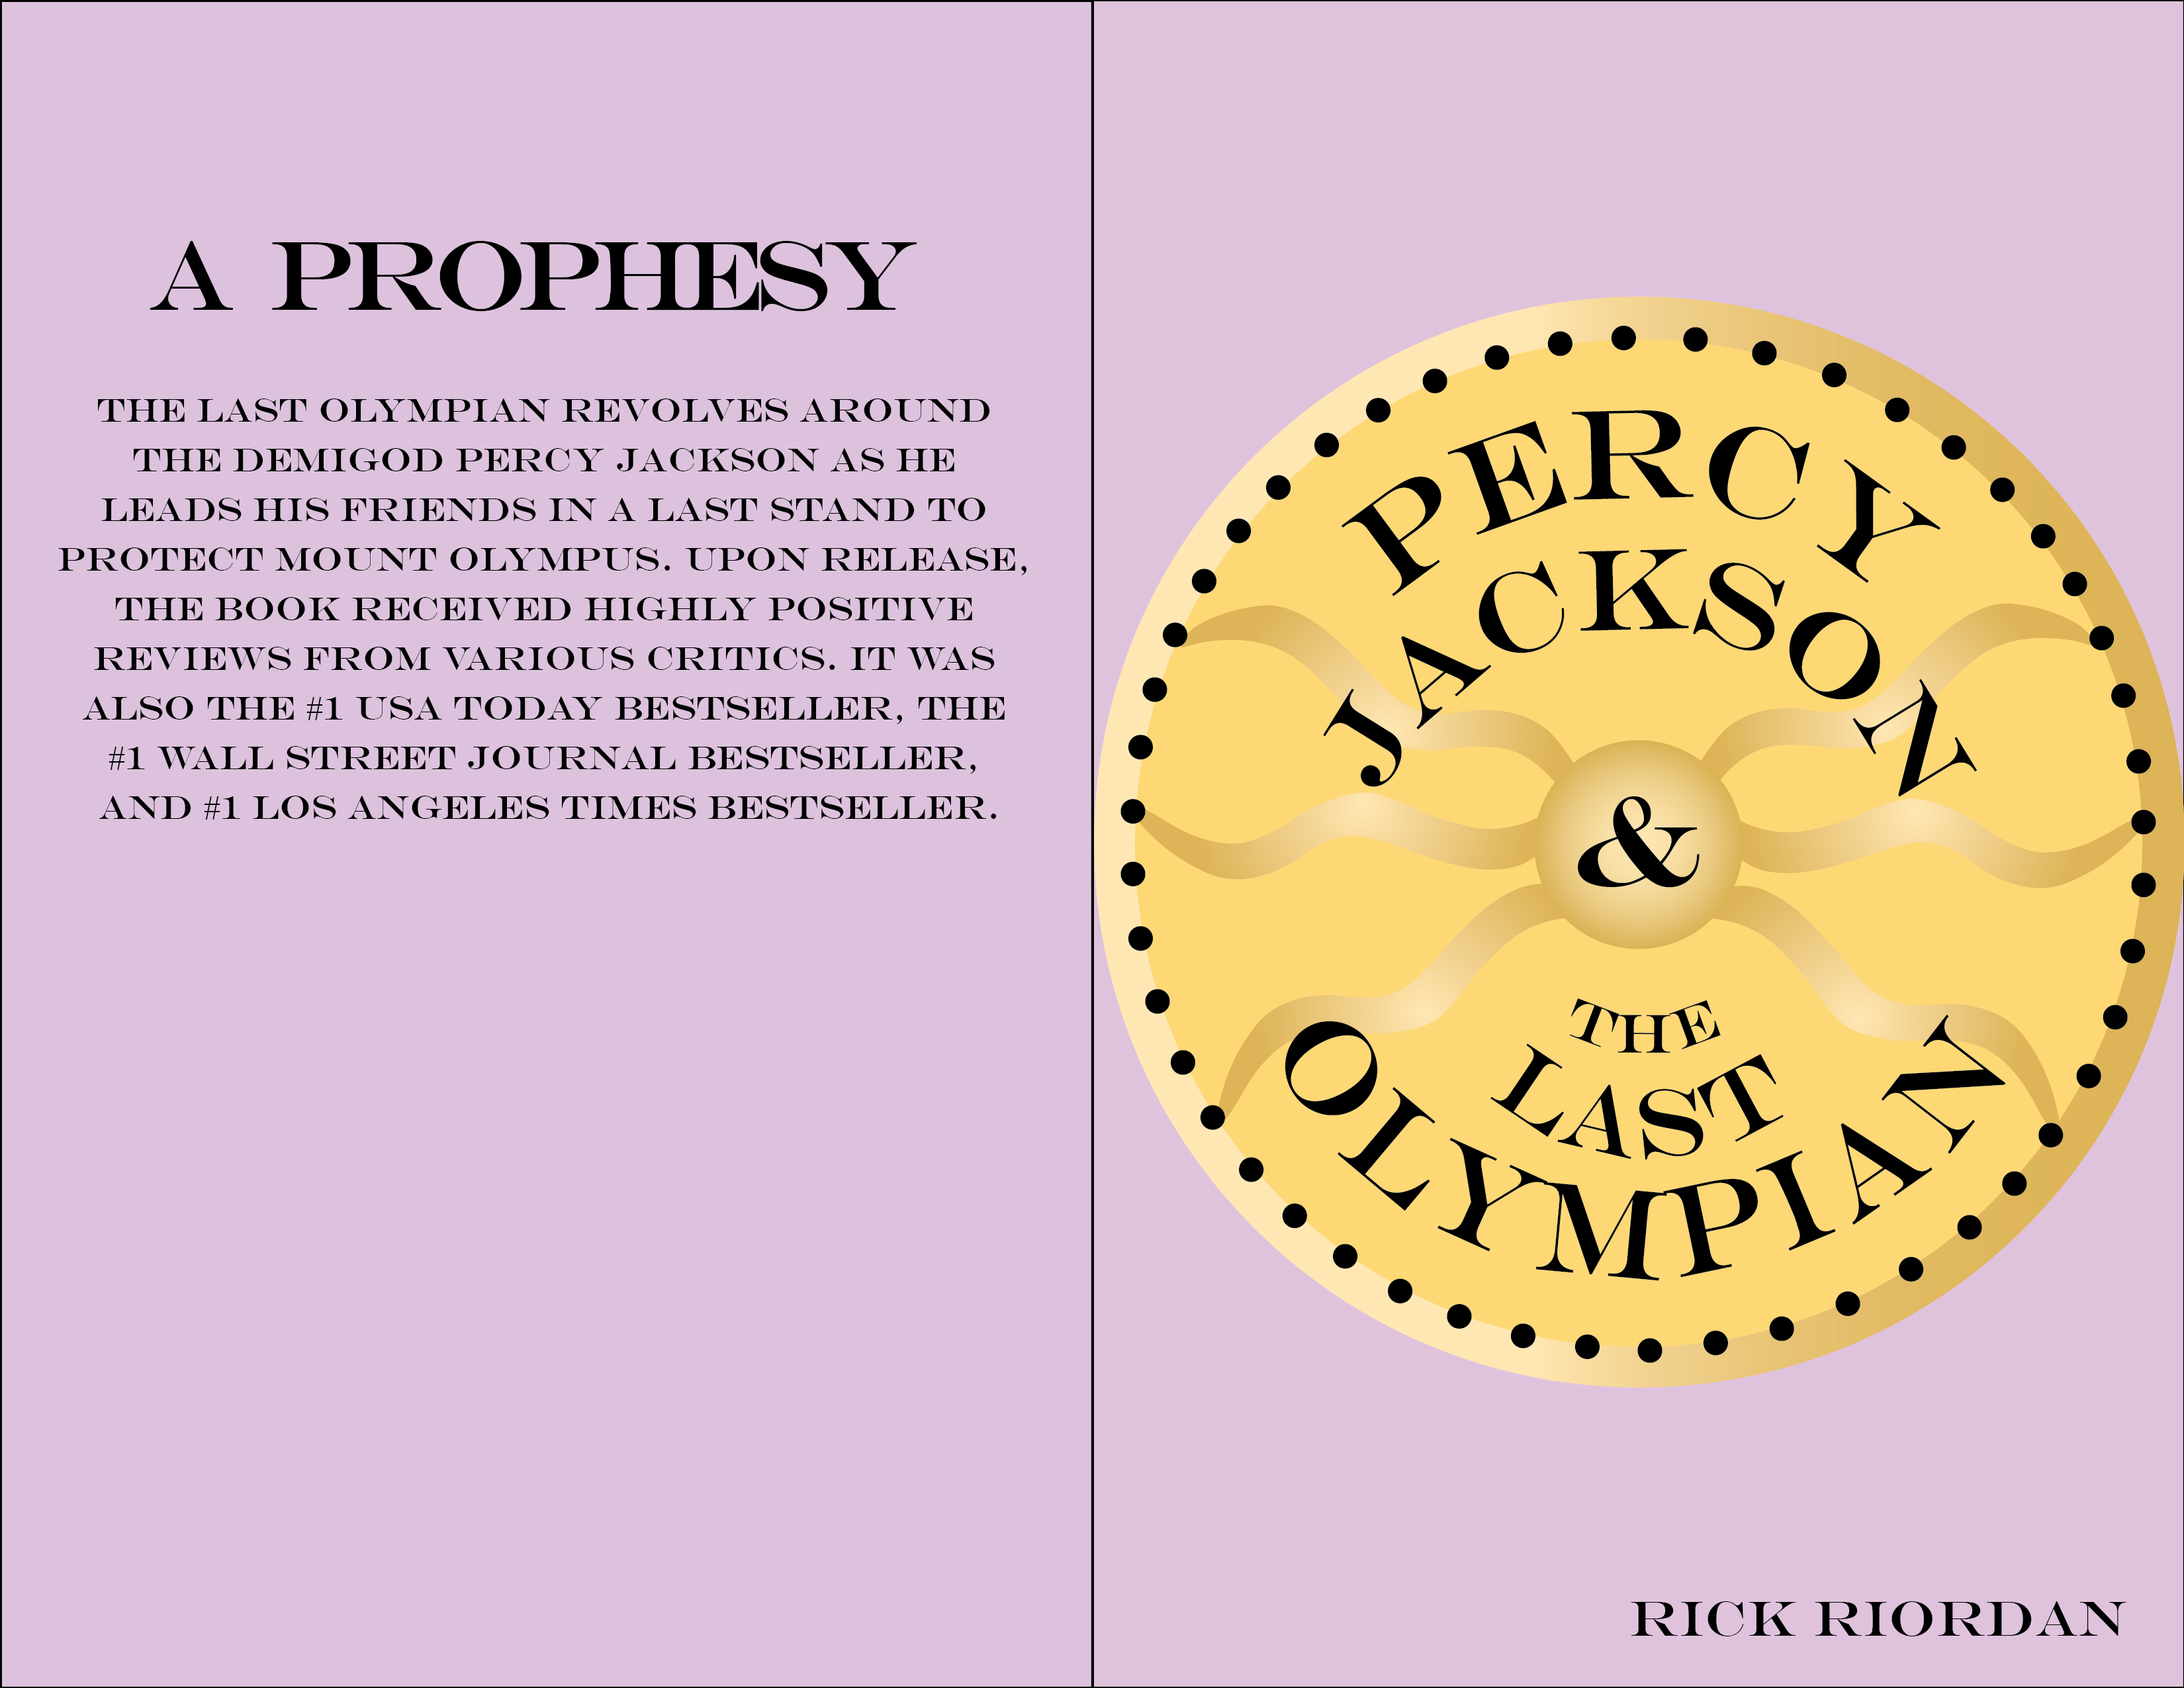 A PROPHESY
THE LAST OLYMPIAN REVOLVES AROUND
THE DEMIGOD PERCY JACKSON AS HE
LEADS HIS FRIENDS IN A LAST STAND TO
PROTECT MOUNT OLYMPUS. UPON RELEASE,
THE BOOK RECEIVED HIGHLY POSITIVE
REVIEWS FROM VARIOUS CRITICS. IT WAS
ALSO THE #1 USA TODAY BESTSELLER, THE
#1 WALL STREET JOURNAL BESTSELLER,
AND #1 LOS ANGELES TIMES BESTSELLER.
PERCY
JACKSON
&
THE
LAST
OLYMPIAN
RICK RIORDAN